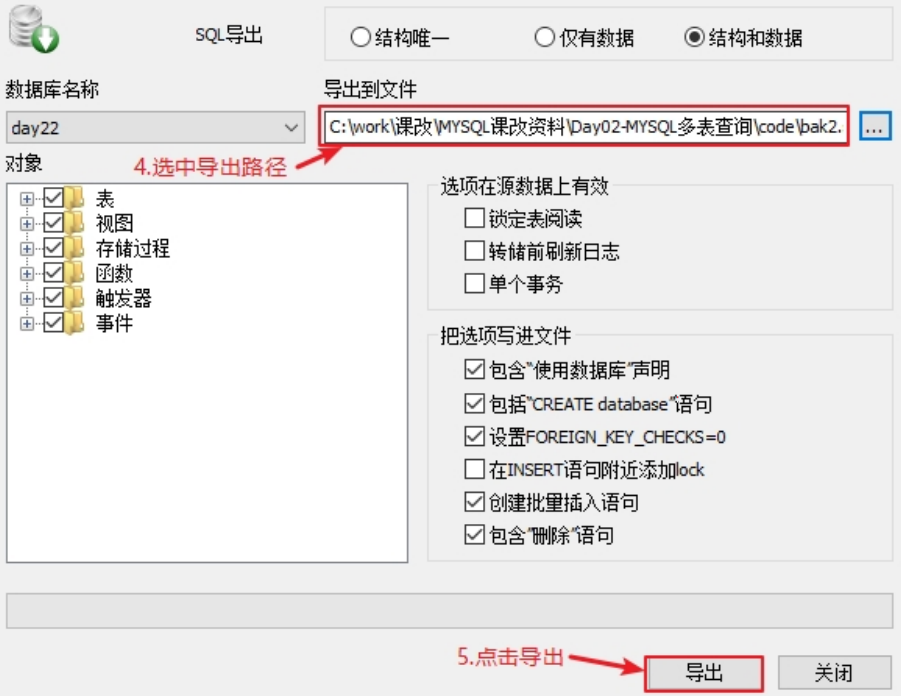 SQL导出
结构唯一
仅有数据
结构和数据
数据库名称
导出到文件
day22
C:\work\课改\MYSQL课改资料\Day02-MYSQL多表查询\code\bak2.
...
对象
4.选中导出路径
表
视图
存储过程
函数
触发器
事件
选项在源数据上有效
锁定表阅读
转储前刷新日志
单个事务
把选项写进文件
包含"使用数据库"声明
包括"CREATE database"语句
设置FOREIGN_KEY_CHECKS=0
在INSERT语句附近添加lock
创建批量插入语句
包含"删除"语句
5.点击导出
导出
关闭